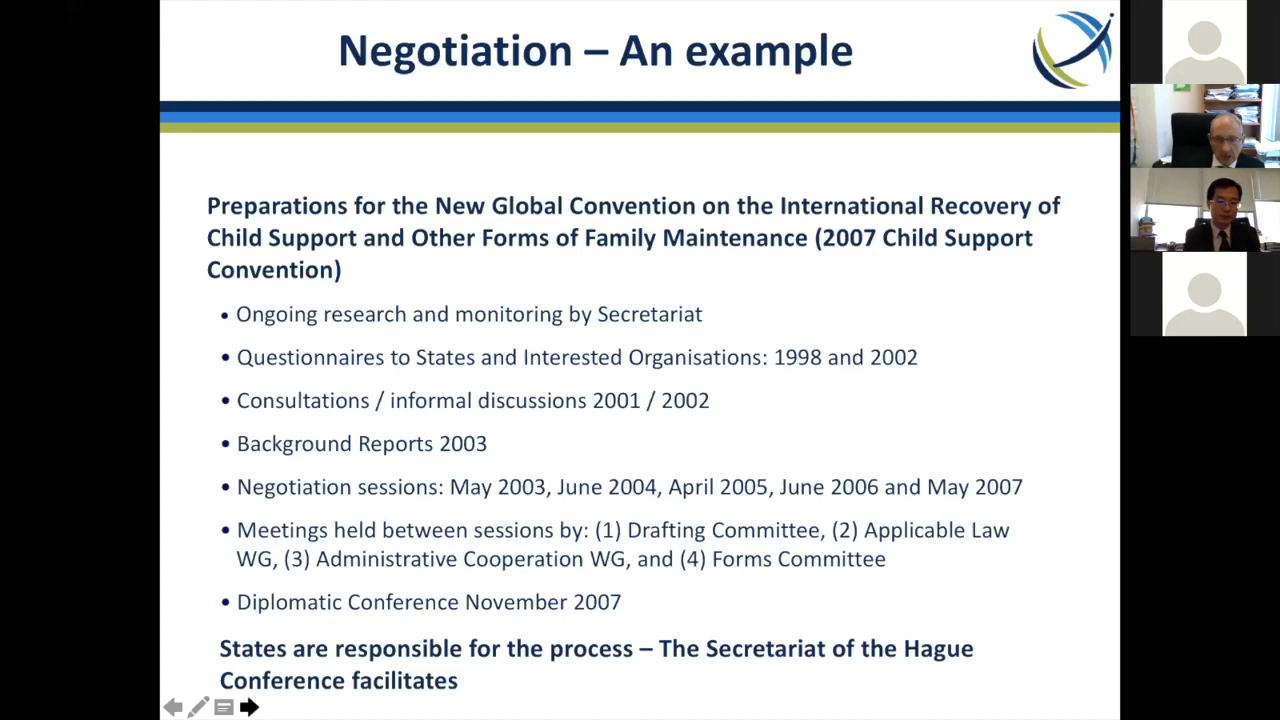 Negotiation – An example
Preparations for the New Global Convention on the International Recovery of
Child Support and Other Forms of Family Maintenance (2007 Child Support
Convention)
• Ongoing research and monitoring by Secretariat
• Questionnaires to States and Interested Organisations: 1998 and 2002
• Consultations / informal discussions 2001 / 2002
• Background Reports 2003
• Negotiation sessions: May 2003, June 2004, April 2005, June 2006 and May 2007
• Meetings held between sessions by: (1) Drafting Committee, (2) Applicable Law
WG, (3) Administrative Cooperation WG, and (4) Forms Committee
• Diplomatic Conference November 2007
States are responsible for the process – The Secretariat of the Hague
Conference facilitates